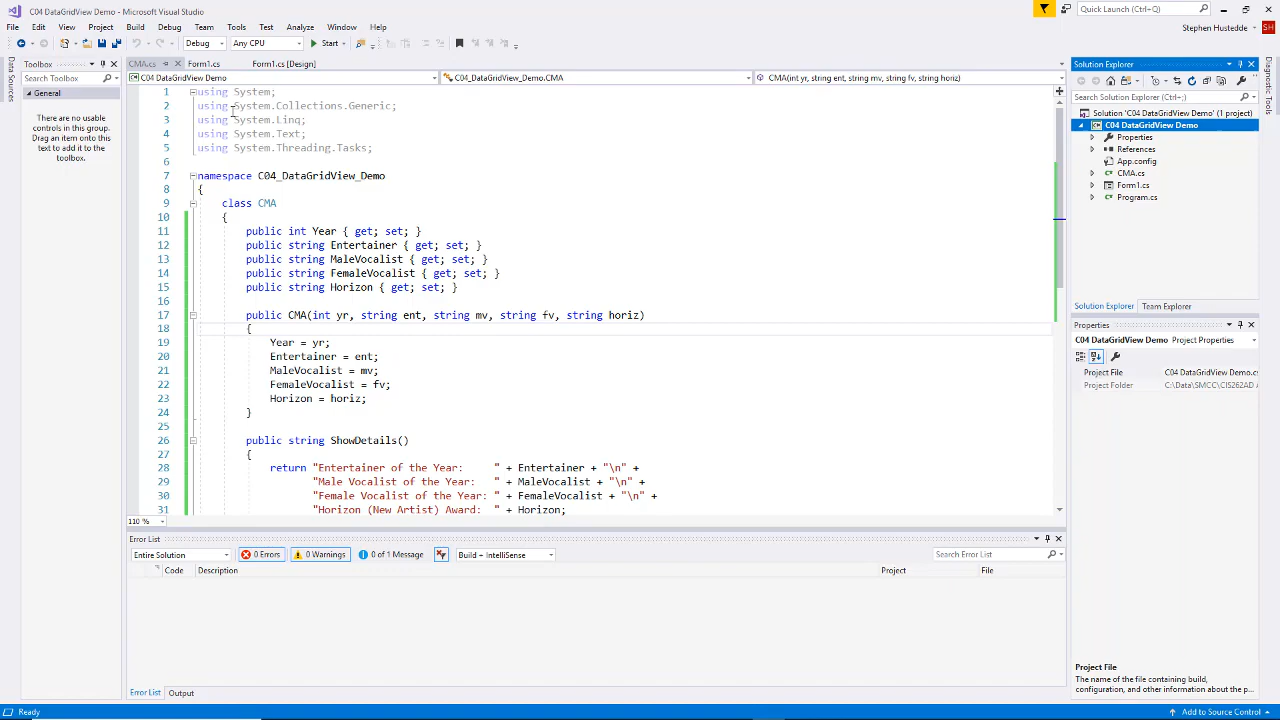 C04 DataGridView Demo - Microsoft Visual Studio
Quick Launch (Ctrl+Q)
File Edit View Project Build Debug Team Tools Test Analyze Window Help
Stephen Hustedde SH
Debug Any CPU Start
Data Sources
Toolbox
Search Toolbox
General
There are no usable
controls in this group.
Drag an item onto this
text to add it to the
toolbox.
CMA.cs Form1.cs Form1.cs [Design]
C04 DataGridView Demo C04_DataGridView_Demo.CMA CMA(int yr, string ent, string mv, string fv, string horiz)
1 using System;
2 using System.Collections.Generic;
3 using System.Linq;
4 using System.Text;
5 using System.Threading.Tasks;
6
7 namespace C04_DataGridView_Demo
8 {
9 class CMA
10 {
11 public int Year { get; set; }
12 public string Entertainer { get; set; }
13 public string MaleVocalist { get; set; }
14 public string FemaleVocalist { get; set; }
15 public string Horizon { get; set; }
16
17 public CMA(int yr, string ent, string mv, string fv, string horiz)
18 {
19 Year = yr;
20 Entertainer = ent;
21 MaleVocalist = mv;
22 FemaleVocalist = fv;
23 Horizon = horiz;
24 }
25
26 public string ShowDetails()
27 {
28 return "Entertainer of the Year:     " + Entertainer + "\n" +
29 "Male Vocalist of the Year:   " + MaleVocalist + "\n" +
30 "Female Vocalist of the Year: " + FemaleVocalist + "\n" +
31 "Horizon (New Artist) Award:  " + Horizon;
110 %
Error List
Entire Solution 0 Errors 0 Warnings 0 of 1 Message Build + IntelliSense Search Error List
Code Description Project File
Error List Output
Solution Explorer
Search Solution Explorer (Ctrl+;)
Solution 'C04 DataGridView Demo' (1 project)
C04 DataGridView Demo
Properties
References
App.config
CMA.cs
Form1.cs
Program.cs
Solution Explorer Team Explorer
Properties
C04 DataGridView Demo Project Properties
Project File C04 DataGridView Demo.cs
Project Folder C:\Data\SMCC\CIS262AD
Project File
The name of the file containing build,
configuration, and other information about the p...
Diagnostic Tools
Ready
Add to Source Control